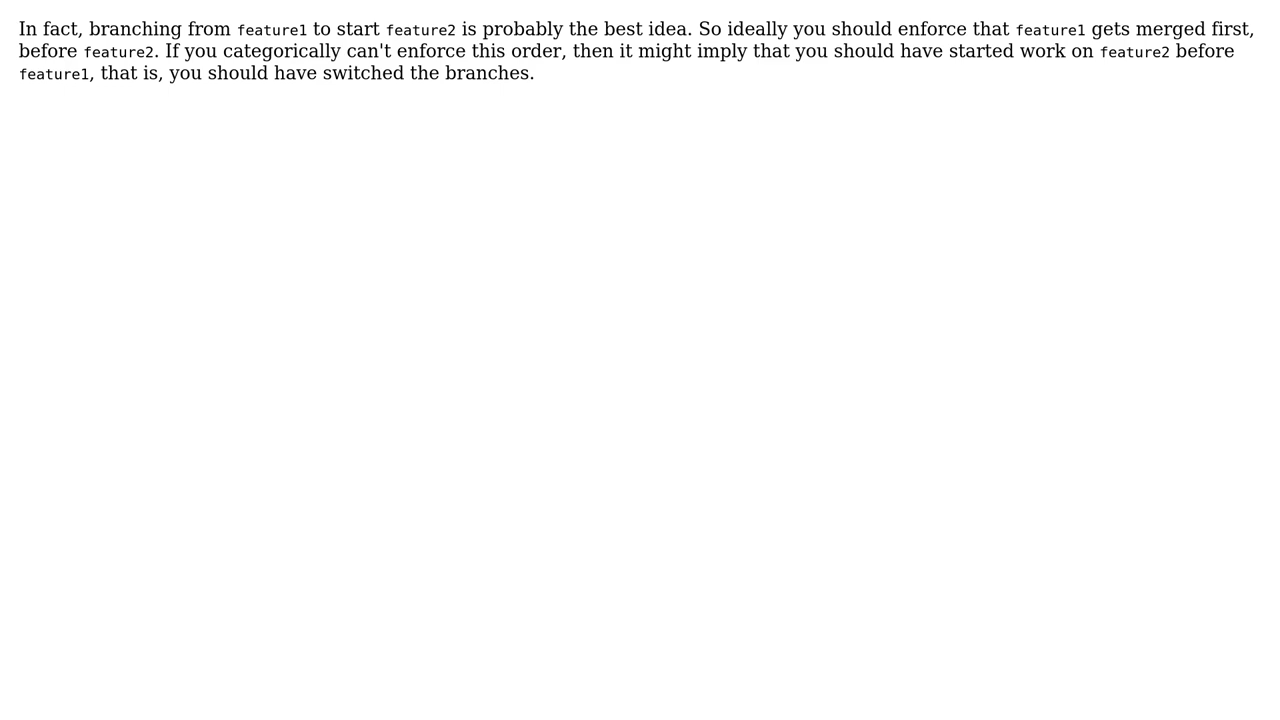 In fact, branching from feature1 to start feature2 is probably the best idea. So ideally you should enforce that feature1 gets merged first,
before feature2. If you categorically can't enforce this order, then it might imply that you should have started work on feature2 before
feature1, that is, you should have switched the branches.